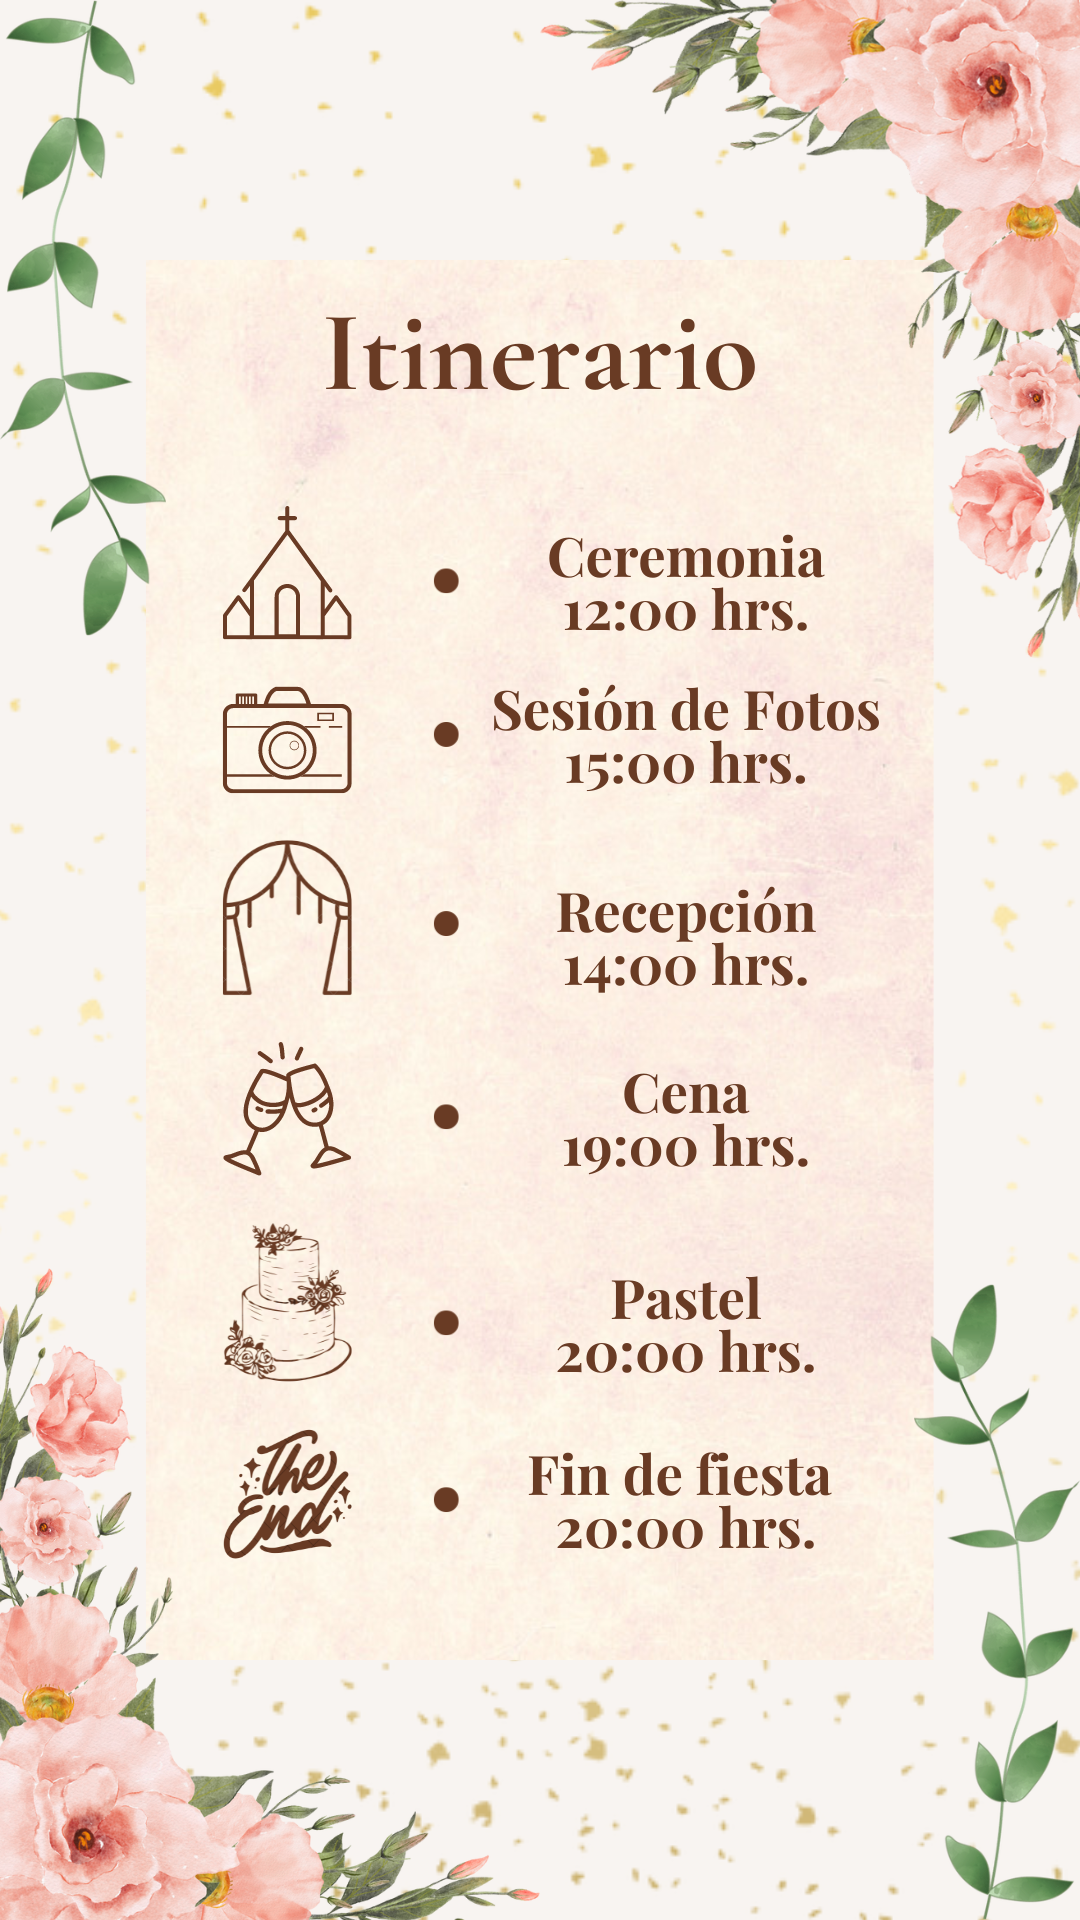 Itinerario
Ceremonia
12:00 hrs.
Sesión de Fotos
15:00 hrs.
Recepción
14:00 hrs.
Cena
19:00 hrs.
Pastel
20:00 hrs.
The
End
Fin de fiesta
20:00 hrs.